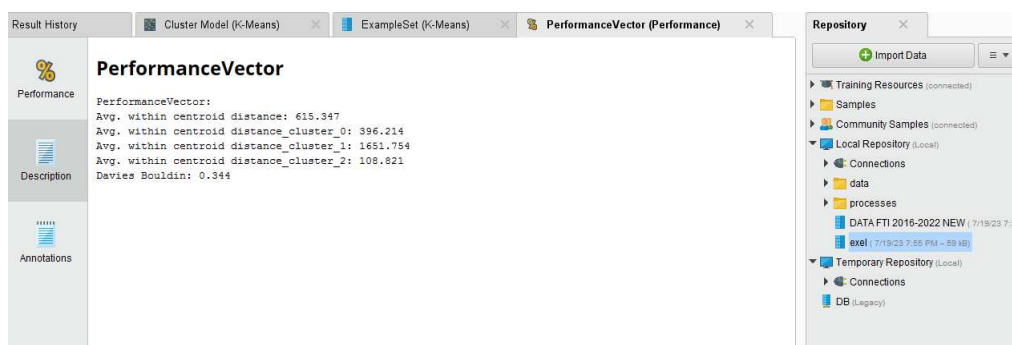 Result History
Cluster Model (K-Means)
ExampleSet (K-Means)
PerformanceVector (Performance)
%
Performance
Description
Annotations
PerformanceVector
PerformanceVector:
Avg. within centroid distance: 615.347
Avg. within centroid distance_cluster_0: 396.214
Avg. within centroid distance_cluster_1: 1651.754
Avg. within centroid distance_cluster_2: 108.821
Davies Bouldin: 0.344
Repository
Import Data
Training Resources (connected)
Samples
Community Samples (connected)
Local Repository (Local)
Connections
data
processes
DATA FTI 2016-2022 NEW ( 7/19/23 7:
exel ( 7/19/23 7:55 PM – 59 kB)
Temporary Repository (Local)
Connections
DB (Legacy)